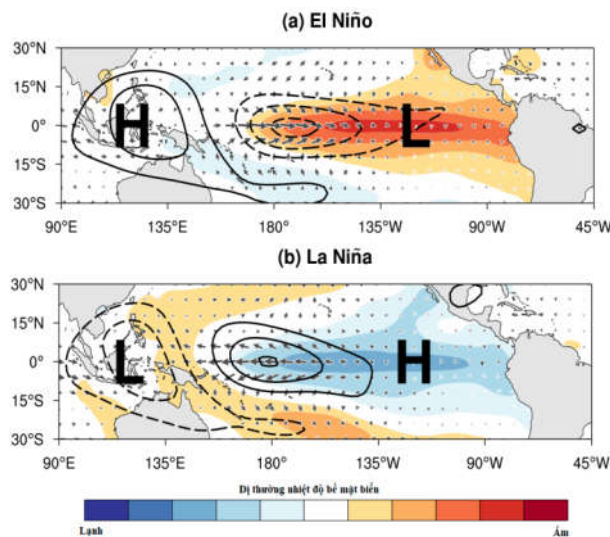 (a) El Niño
30°N
15°N
0°
15°S
30°S
H
L
90°E 135°E 180° 135°W 90°W 45°W
(b) La Niña
30°N
15°N
0°
15°S
30°S
L
H
90°E 135°E 180° 135°W 90°W 45°W
Dị thường nhiệt độ bề mặt biển
Lạnh Ấm